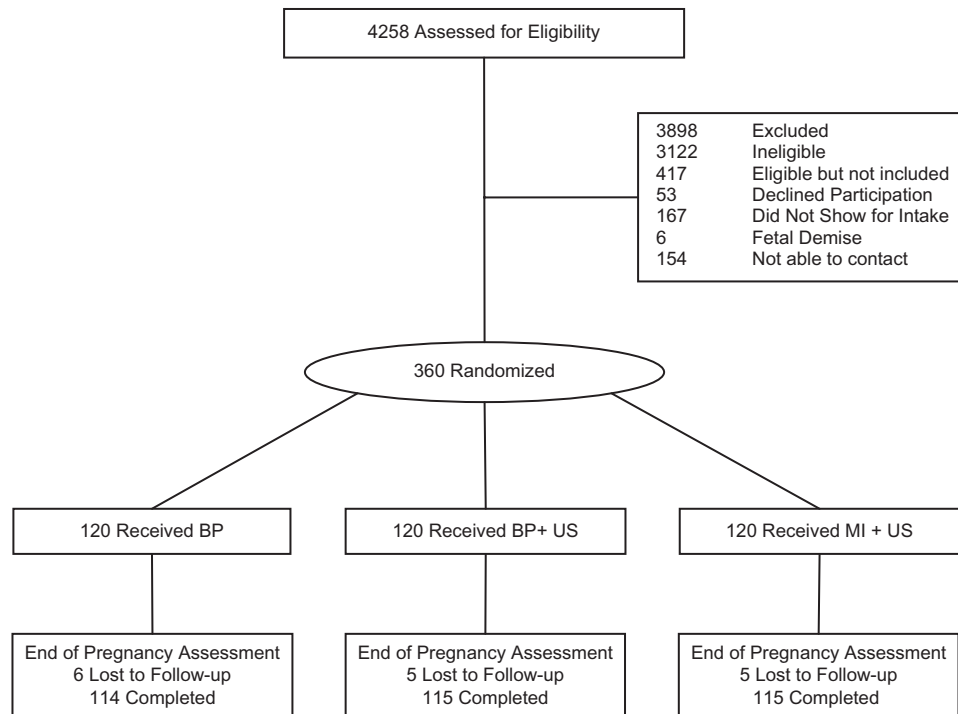 4258 Assessed for Eligibility
3898 Excluded
3122 Ineligible
417 Eligible but not included
53 Declined Participation
167 Did Not Show for Intake
6 Fetal Demise
154 Not able to contact
360 Randomized
120 Received BP
120 Received BP+ US
120 Received MI + US
End of Pregnancy Assessment
6 Lost to Follow-up
114 Completed
End of Pregnancy Assessment
5 Lost to Follow-up
115 Completed
End of Pregnancy Assessment
5 Lost to Follow-up
115 Completed